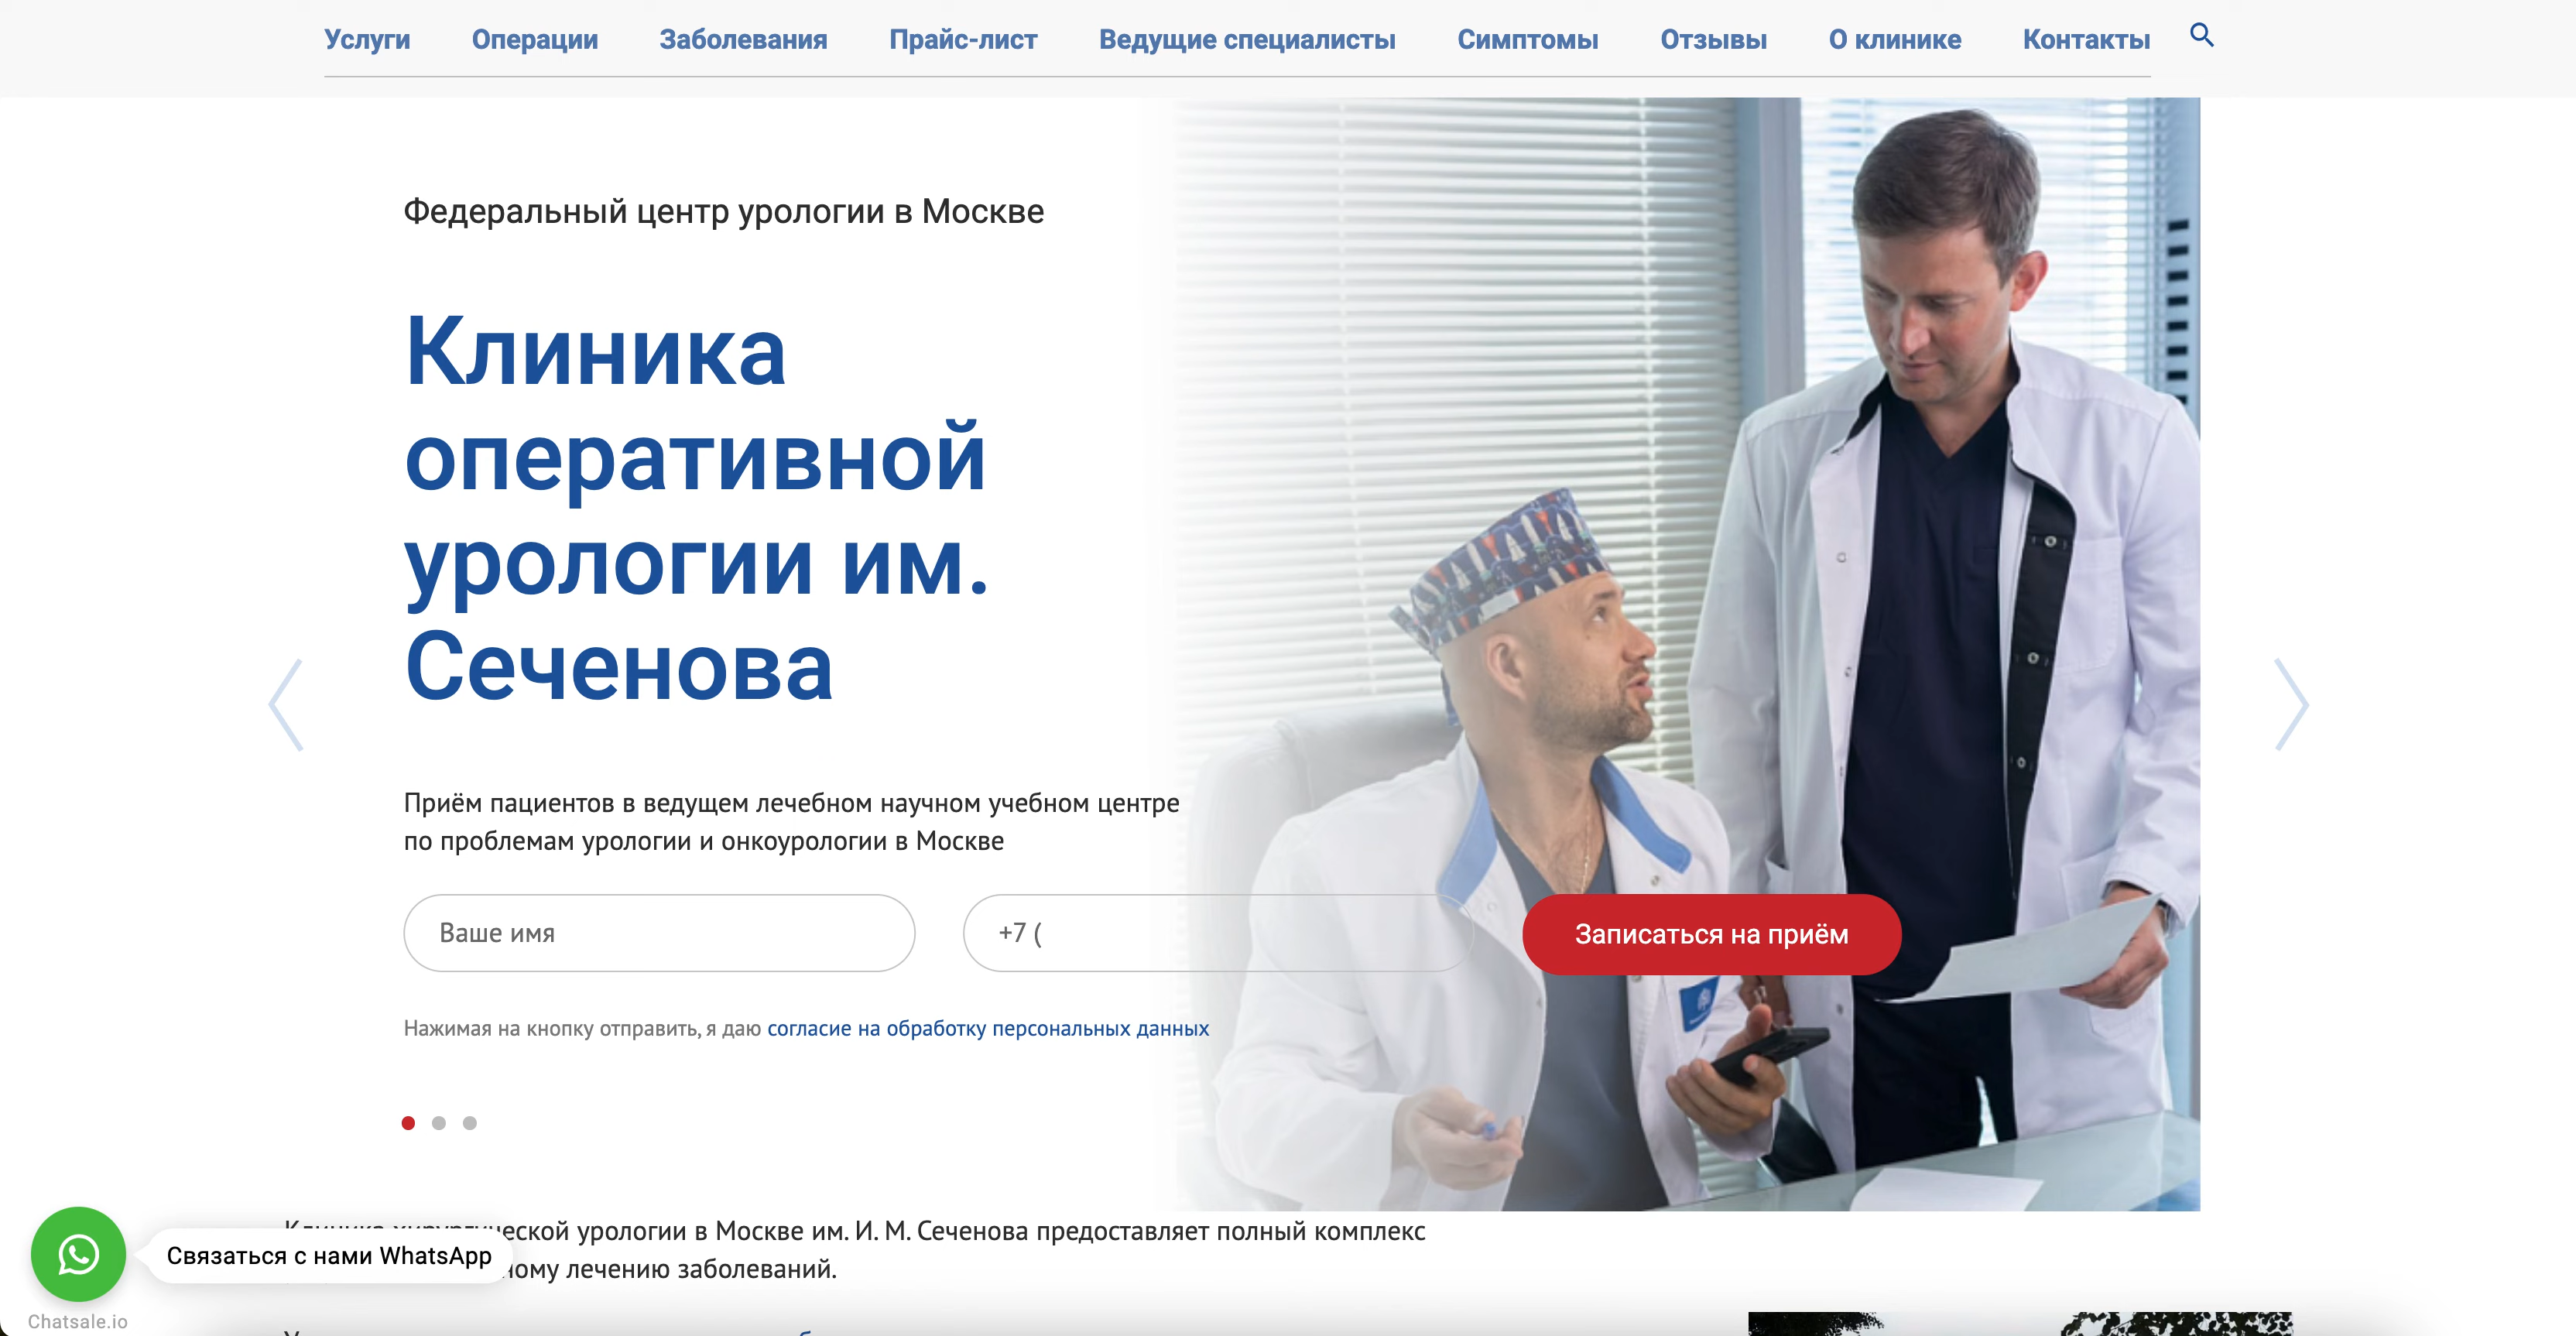 Услуги Операции Заболевания Прайс-лист Ведущие специалисты Симптомы Отзывы О клинике Контакты
Федеральный центр урологии в Москве
Клиника
оперативной
урологии им.
Сеченова
Приём пациентов в ведущем лечебном научном учебном центре
по проблемам урологии и онкоурологии в Москве
Ваше имя
+7 (
Записаться на приём
Нажимая на кнопку отправить, я даю согласие на обработку персональных данных
Клиника хирургической урологии в Москве им. И. М. Сеченова предоставляет полный комплекс
лечению заболеваний.
Связаться с нами WhatsApp
Chatsale.io